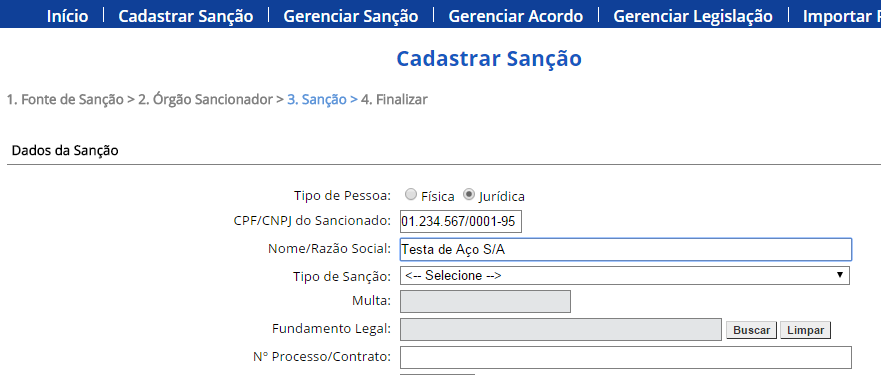 Início | Cadastrar Sanção | Gerenciar Sanção | Gerenciar Acordo | Gerenciar Legislação | Importar
Cadastrar Sanção
1. Fonte de Sanção > 2. Órgão Sancionador > 3. Sanção > 4. Finalizar
Dados da Sanção
Tipo de Pessoa: Física Jurídica
CPF/CNPJ do Sancionado: 01.234.567/0001-95
Nome/Razão Social: Testa de Aço S/A
Tipo de Sanção: <-- Selecione -->
Multa:
Fundamento Legal: Buscar Limpar
Nº Processo/Contrato: